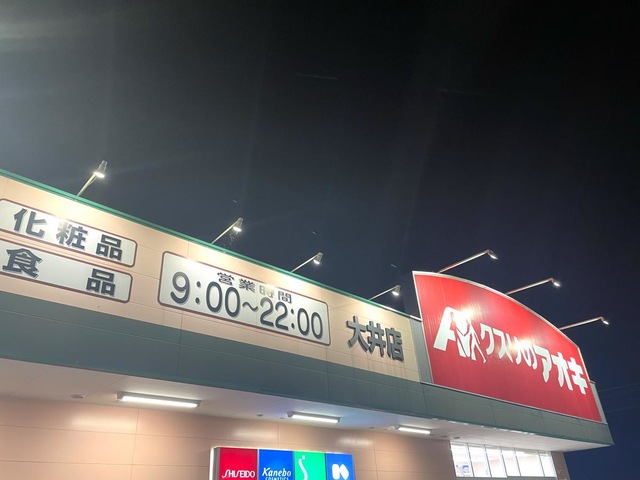 化粧品
食品
営業時間
9:00~22:00
大井店
クスリのアオキ
SHISEIDO
Kanebo
COSMETICS